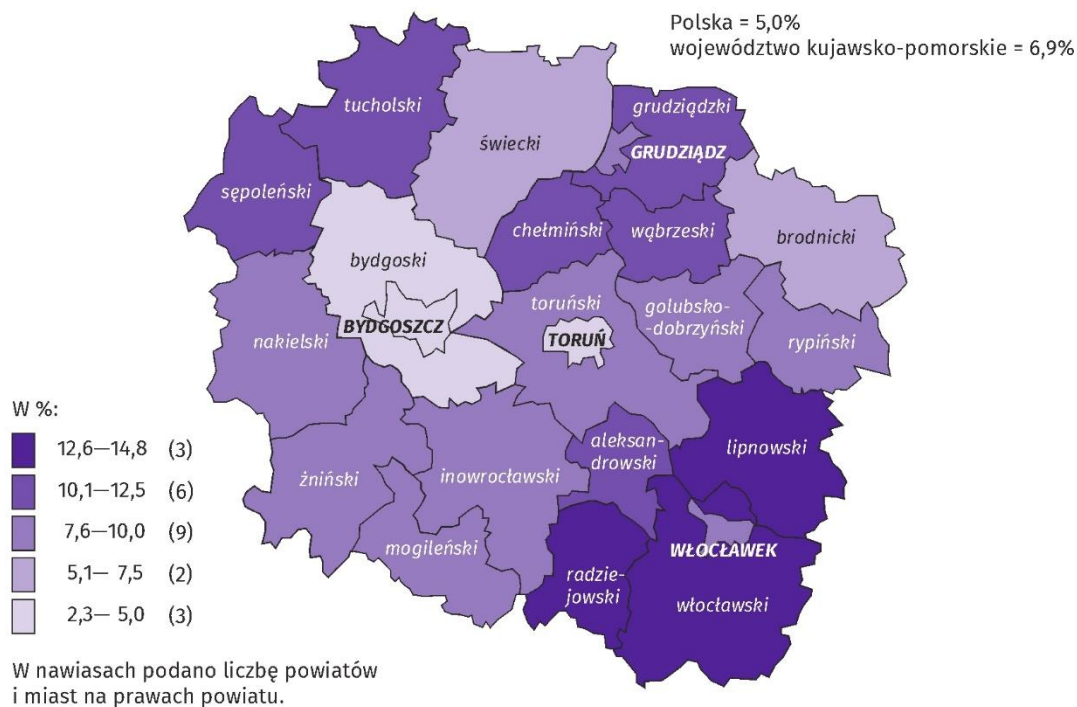 Polska = 5,0%
województwo kujawsko-pomorskie = 6,9%
tucholski
grudziądzki
świecki
GRUDZIĄDZ
sępoleński
chełmiński
wąbrzeski
brodnicki
bydgoski
toruński
golubsko-
-dobrzyński
BYDGOSZCZ
TORUŃ
nakielski
rypiński
W %:
12,6—14,8 (3)
10,1—12,5 (6)
7,6—10,0 (9)
5,1— 7,5 (2)
2,3— 5,0 (3)
aleksan-
drowski
lipnowski
żniński
inowrocławski
mogileński
WŁOCŁAWEK
radzie-
jowski
włocławski
W nawiasach podano liczbę powiatów
i miast na prawach powiatu.